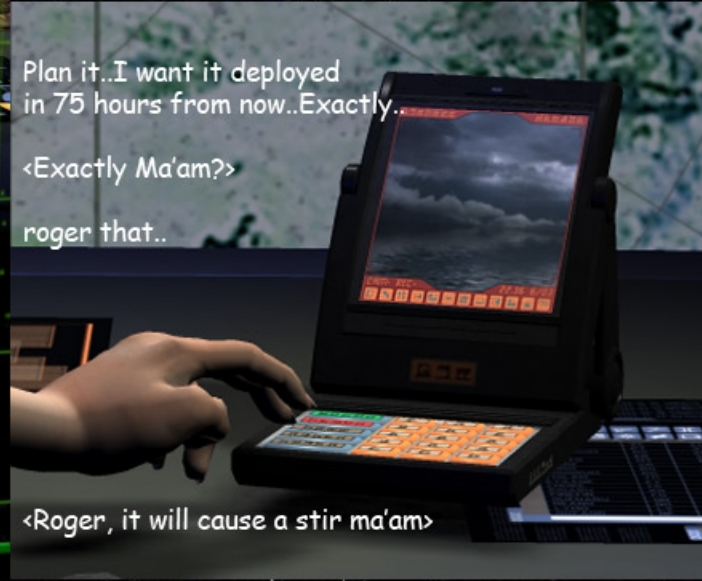 Plan it..I want it deployed
in 75 hours from now..Exactly..
<Exactly Ma'am?>
roger that..
<Roger, it will cause a stir ma'am>